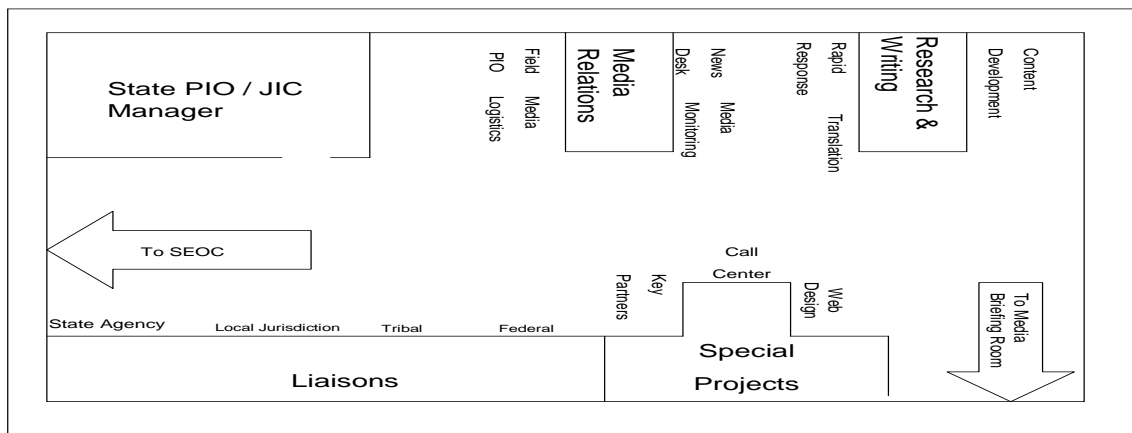 State PIO / JIC
Manager
Field Media
PIO Logistics
Media
Relations
News Media
Desk Monitoring
Rapid Translation
Response
Research &
Writing
Content
Development
To SEOC
Call
Center
Key
Partners
Web
Design
To Media
Briefing Room
State Agency
Local Jurisdiction
Tribal
Federal
Liaisons
Special
Projects